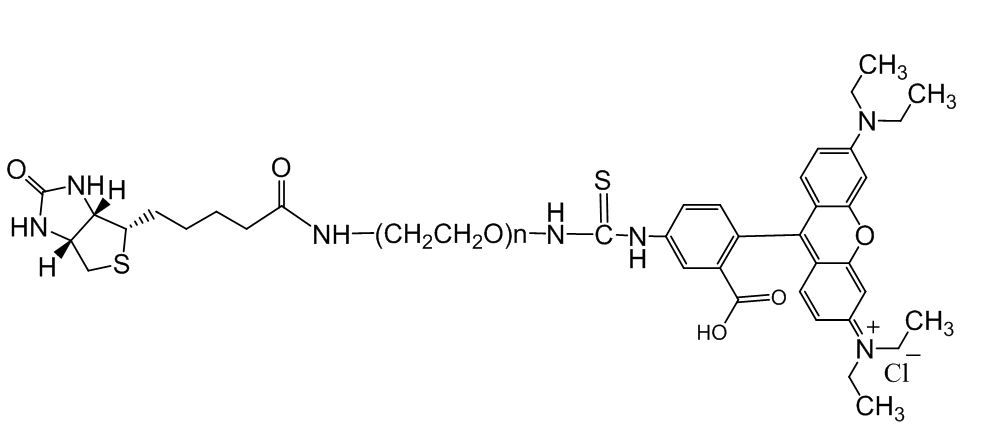 CH₃
CH₃
N
O
O
S
NH H
H
HN
NH (CH₂CH₂O)n N C N O
H
H S
O
HO
+ CH₃
N
Cl⁻
CH₃